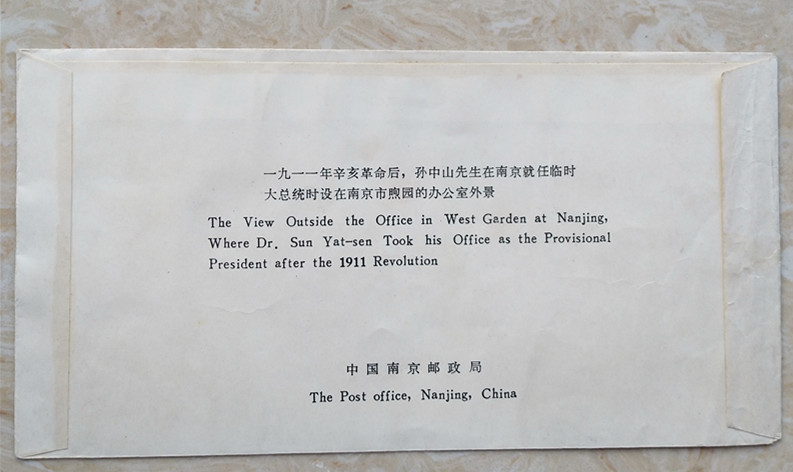 一九一一年辛亥革命后，孙中山先生在南京就任临时
大总统时设在南京市煦园的办公室外景
The View Outside the Office in West Garden at Nanjing,
Where Dr. Sun Yat-sen Took his Office as the Provisional
President after the 1911 Revolution
中国南京邮政局
The Post office, Nanjing, China